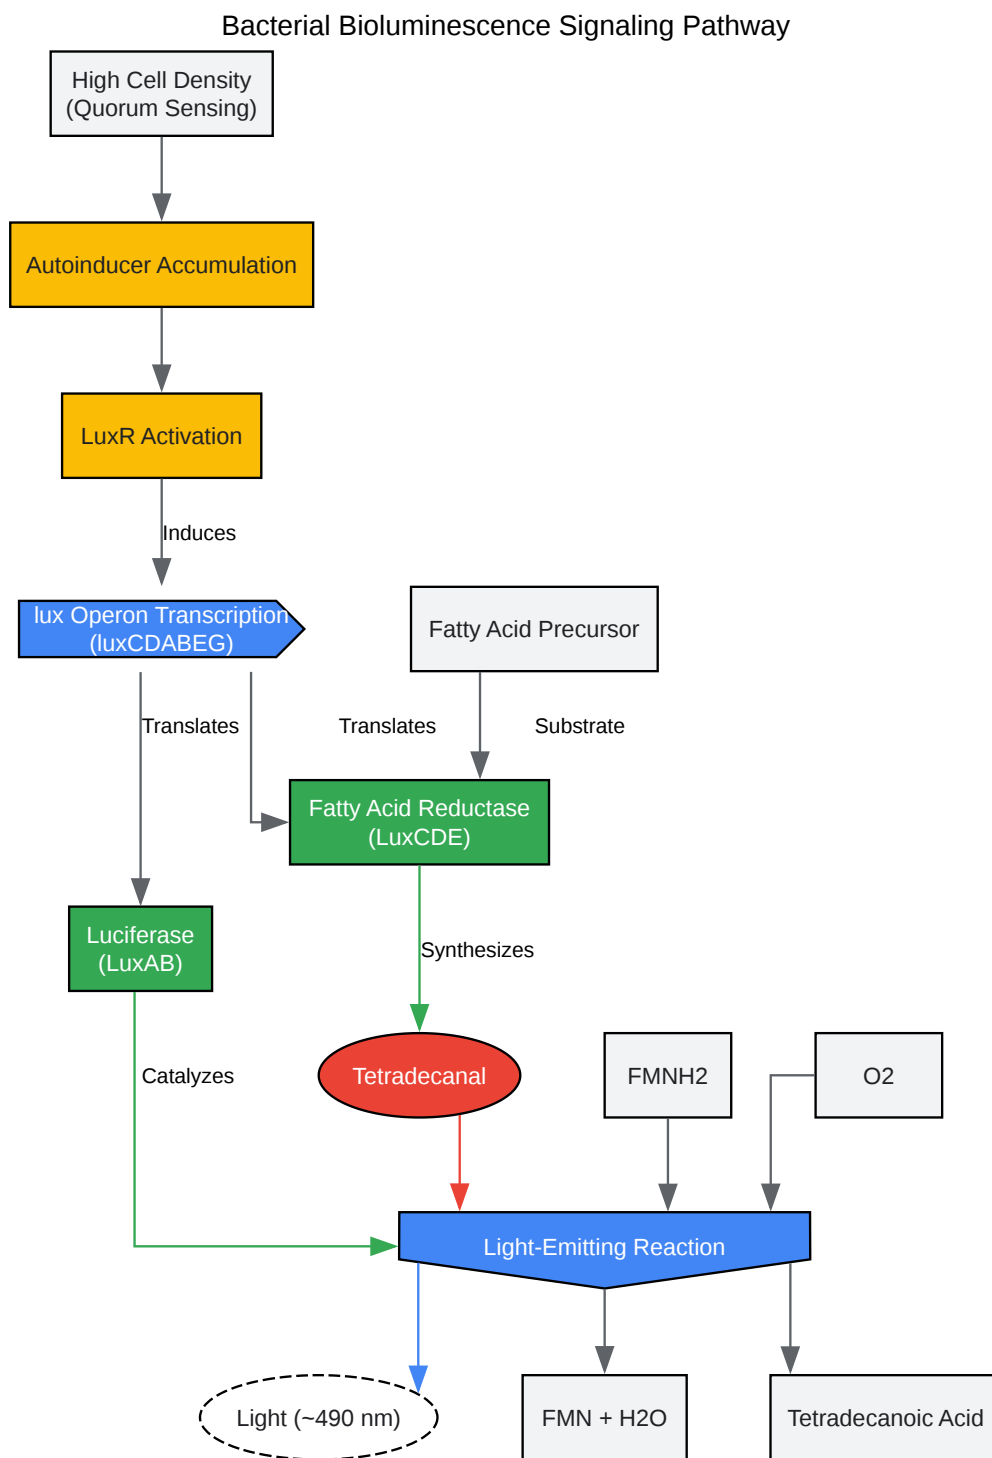 Bacterial Bioluminescence Signaling Pathway
High Cell Density
(Quorum Sensing)
Autoinducer Accumulation
LuxR Activation
Induces
lux Operon Transcription
(luxCDABEG)
Fatty Acid Precursor
Translates
Translates
Substrate
Fatty Acid Reductase
(LuxCDE)
Luciferase
(LuxAB)
Synthesizes
Catalyzes
Tetradecanal
FMNH2
O2
Light-Emitting Reaction
Light (~490 nm)
FMN + H2O
Tetradecanoic Acid